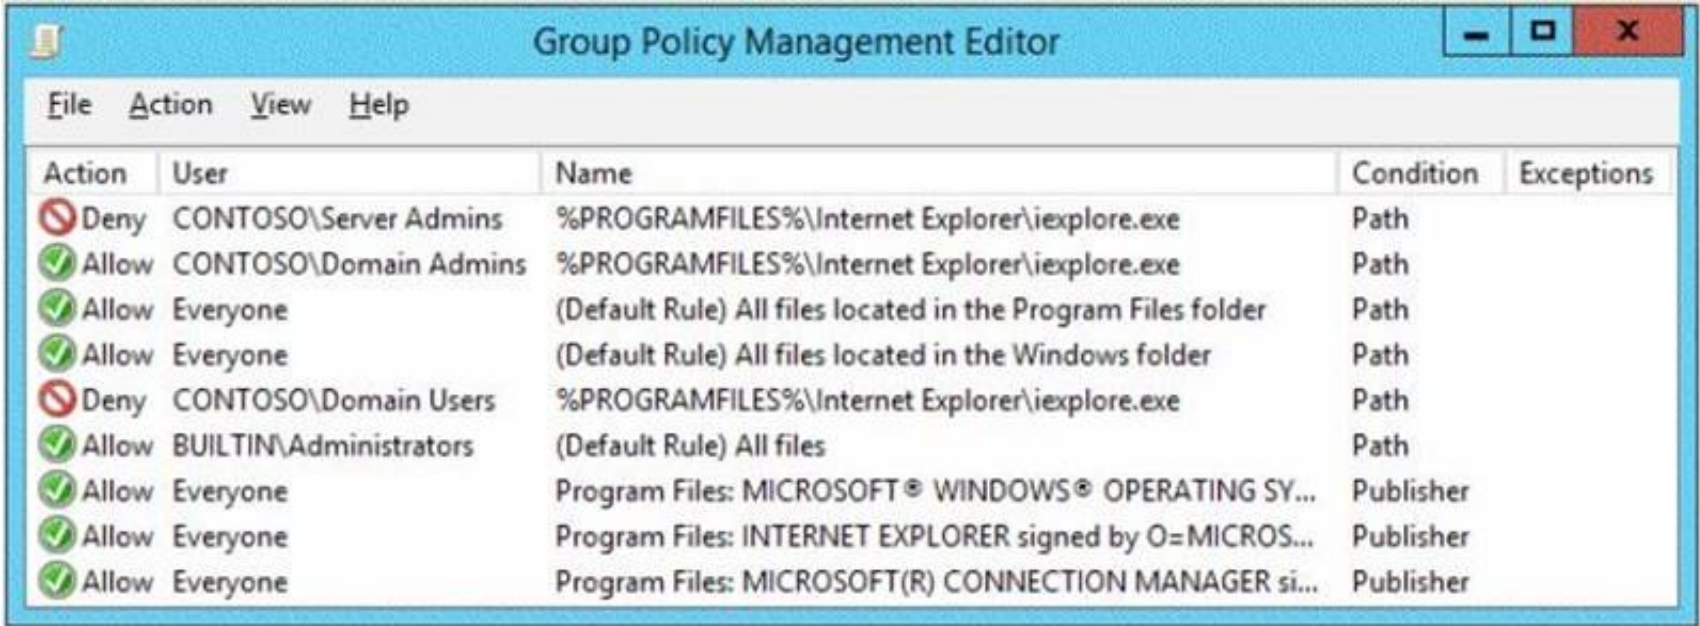 Group Policy Management Editor
File Action View Help
Action User Name Condition Exceptions
Deny CONTOSO\Server Admins %PROGRAMFILES%\Internet Explorer\iexplore.exe Path
Allow CONTOSO\Domain Admins %PROGRAMFILES%\Internet Explorer\iexplore.exe Path
Allow Everyone (Default Rule) All files located in the Program Files folder Path
Allow Everyone (Default Rule) All files located in the Windows folder Path
Deny CONTOSO\Domain Users %PROGRAMFILES%\Internet Explorer\iexplore.exe Path
Allow BUILTIN\Administrators (Default Rule) All files Path
Allow Everyone Program Files: MICROSOFT® WINDOWS® OPERATING SY... Publisher
Allow Everyone Program Files: INTERNET EXPLORER signed by O=MICROS... Publisher
Allow Everyone Program Files: MICROSOFT(R) CONNECTION MANAGER si... Publisher